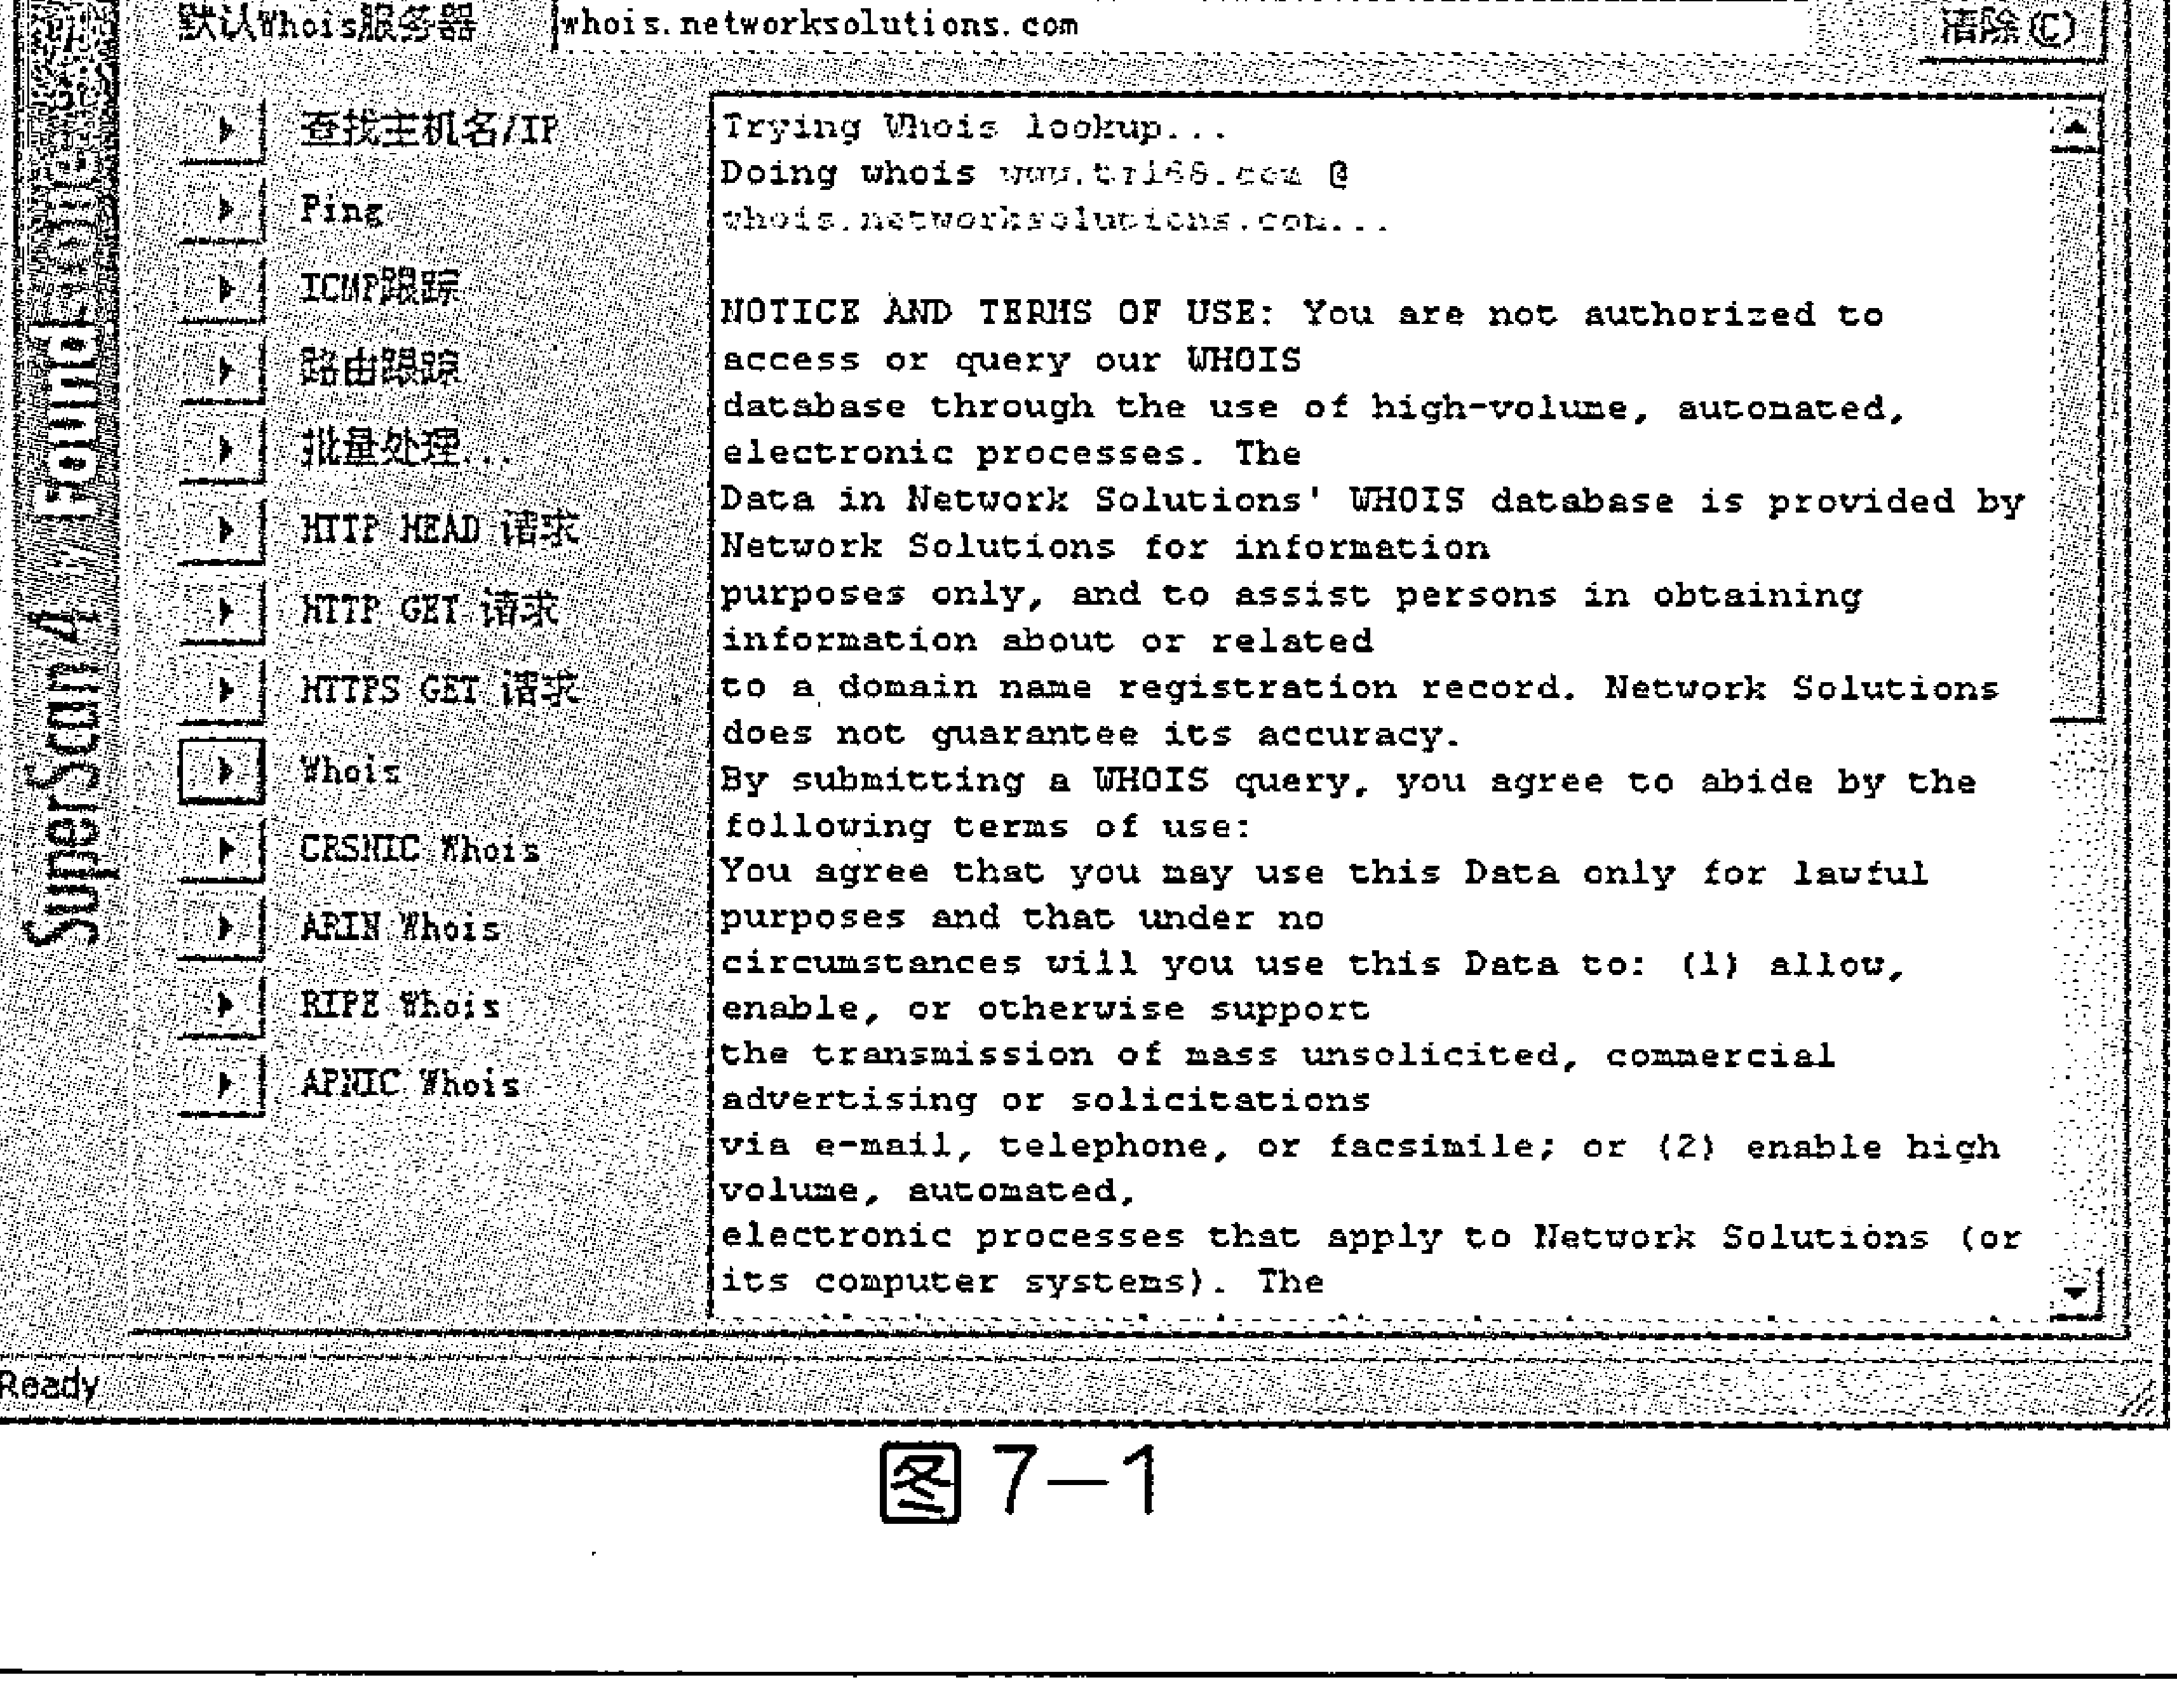 默认Whois服务器 whois.networksolutions.com 清除(C)
查找主机名/IP
Ping
ICMP跟踪
路由跟踪
批量处理...
HTTP HEAD 请求
HTTP GET 请求
HTTPS GET 请求
Whois
CRSNIC Whois
ARIN Whois
RIPE Whois
APNIC Whois
SuperScan 4
Trying Whois lookup...
Doing whois @
whois.networksolutions.com...
NOTICE AND TERMS OF USE: You are not authorized to
access or query our WHOIS
database through the use of high-volume, automated,
electronic processes. The
Data in Network Solutions' WHOIS database is provided by
Network Solutions for information
purposes only, and to assist persons in obtaining
information about or related
to a domain name registration record. Network Solutions
does not guarantee its accuracy.
By submitting a WHOIS query, you agree to abide by the
following terms of use:
You agree that you may use this Data only for lawful
purposes and that under no
circumstances will you use this Data to: (1) allow,
enable, or otherwise support
the transmission of mass unsolicited, commercial
advertising or solicitations
via e-mail, telephone, or facsimile; or (2) enable high
volume, automated,
electronic processes that apply to Network Solutions (or
its computer systems). The
Ready
图 7-1